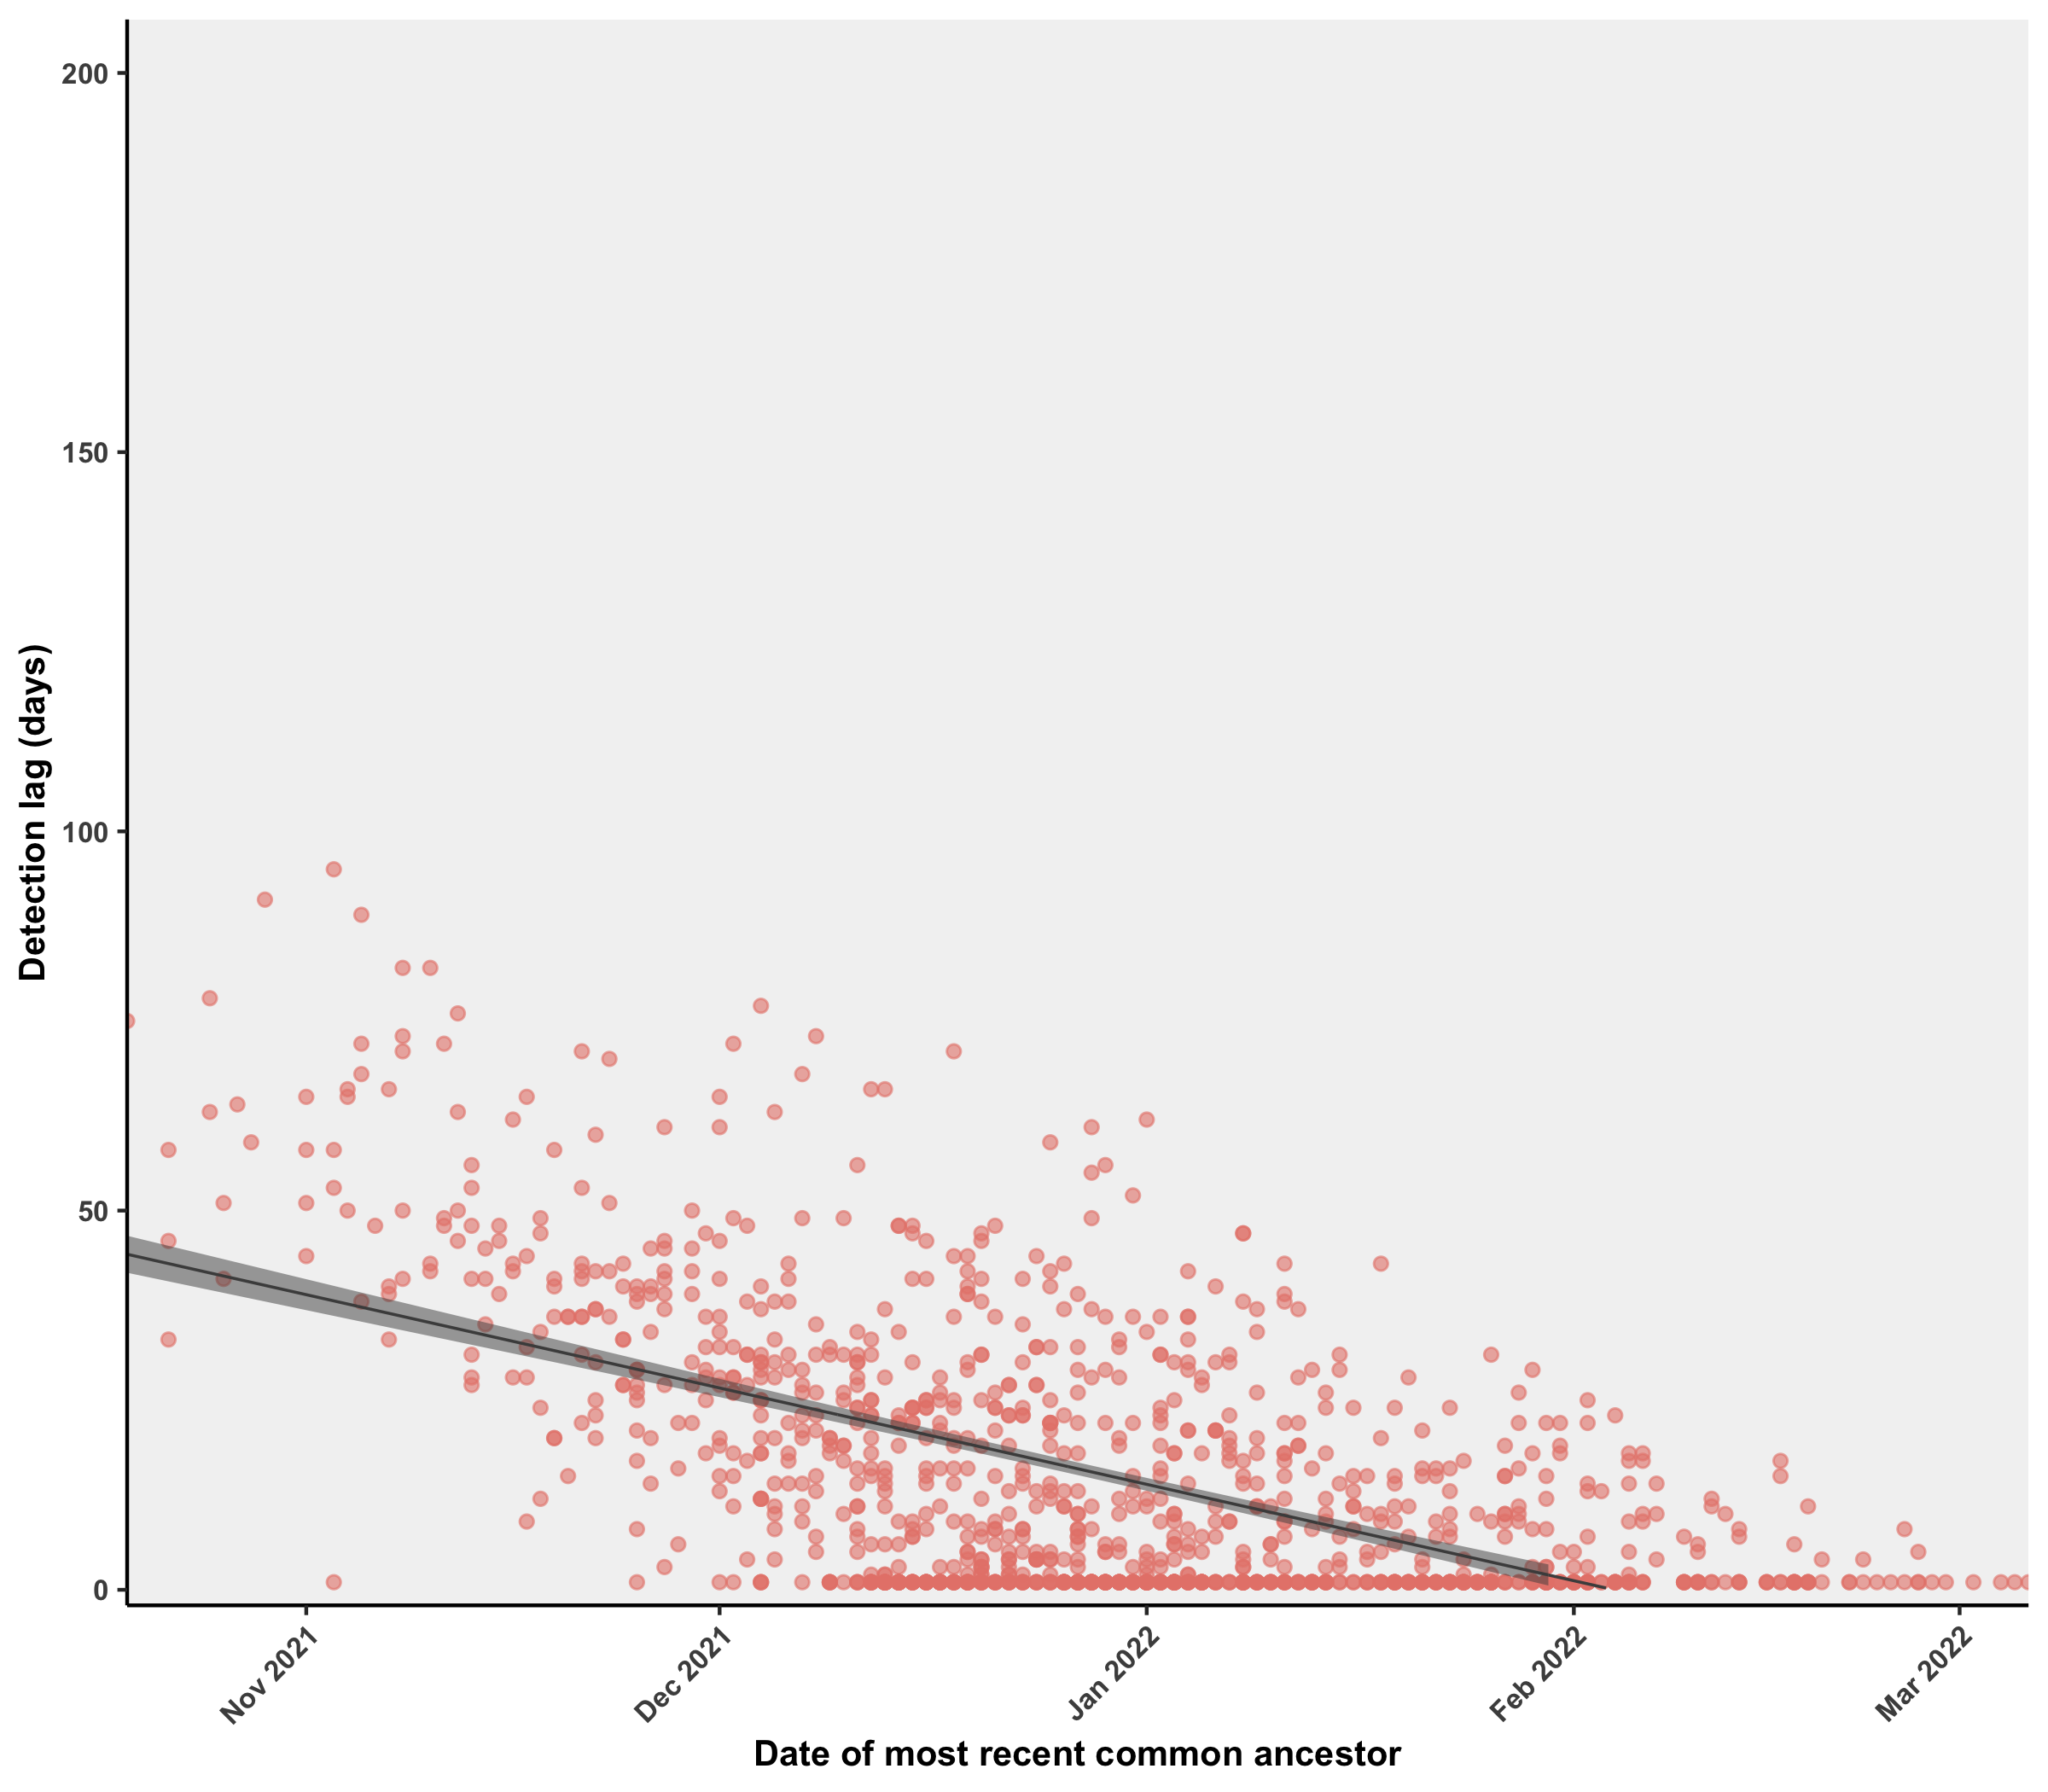 200
150
100
50
0
Detection lag (days)
Nov 2021
Dec 2021
Jan 2022
Feb 2022
Mar 2022
Date of most recent common ancestor